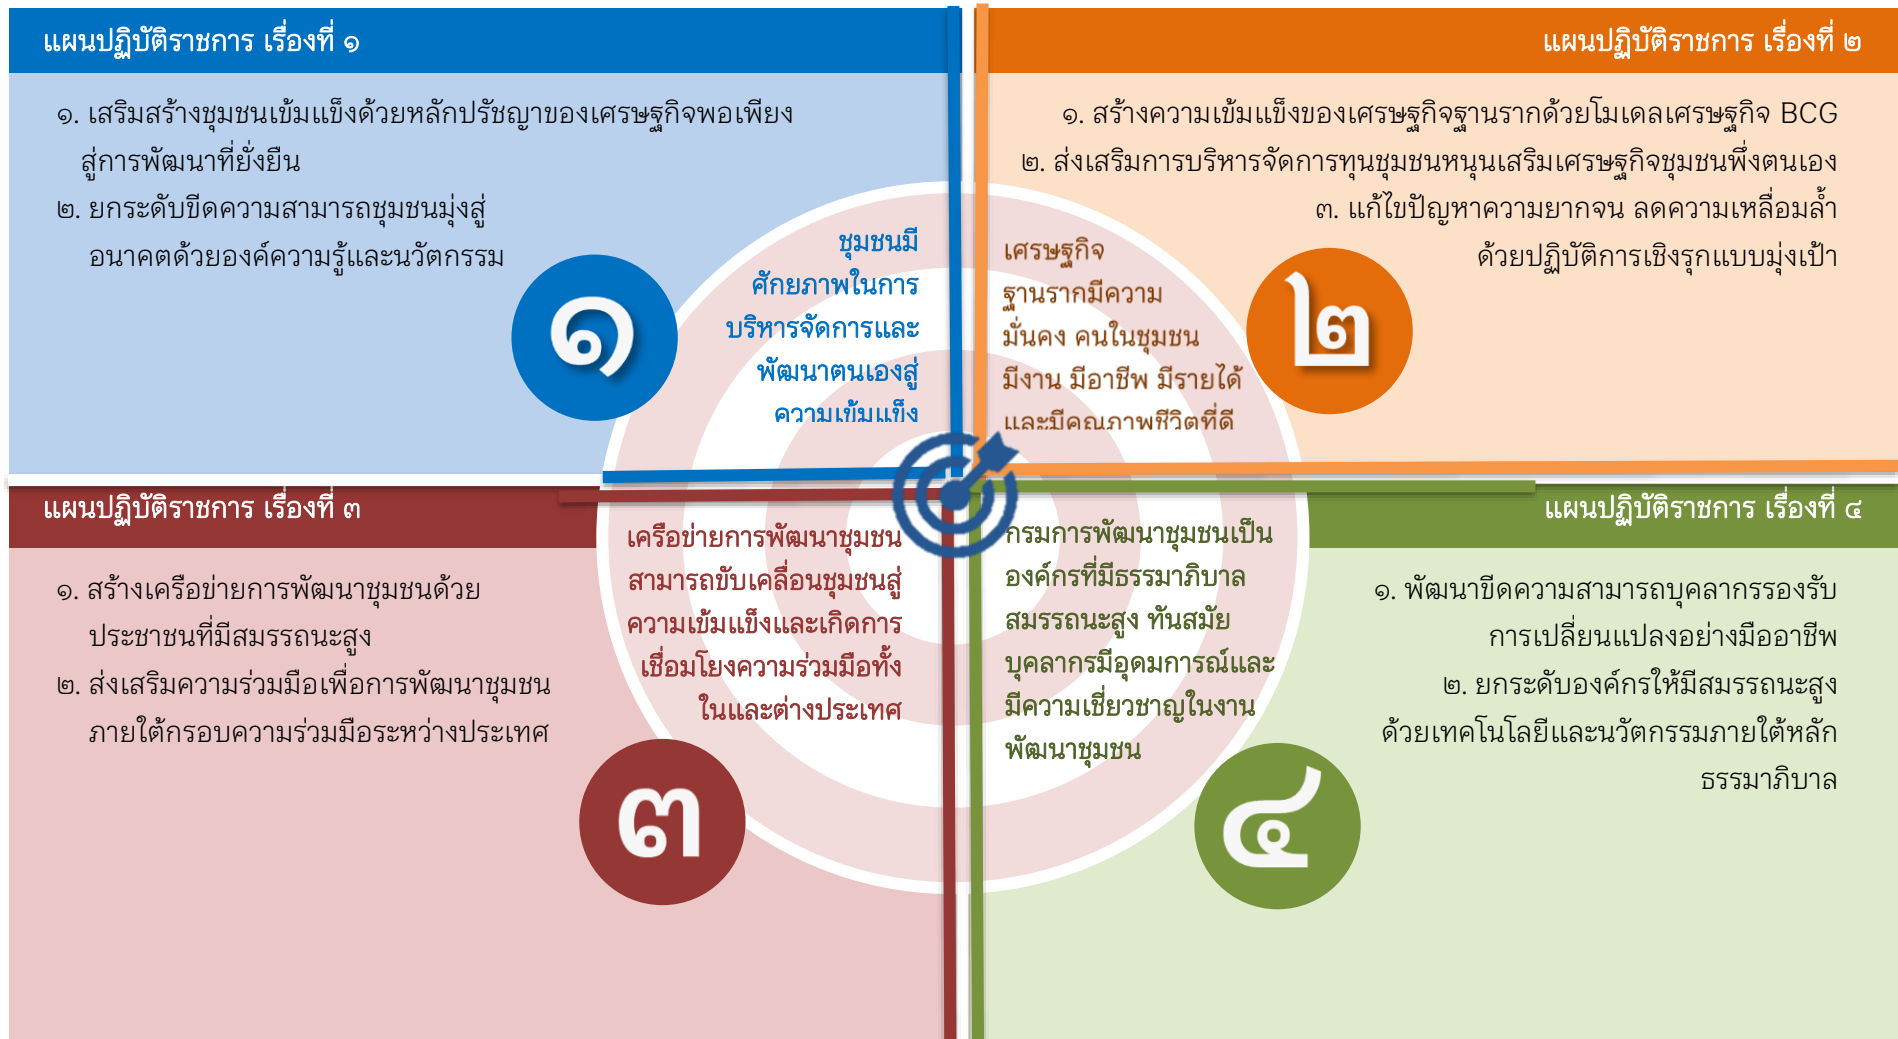 แผนปฏิบัติราชการ เรื่องที่ ๑
๑. เสริมสร้างชุมชนเข้มแข็งด้วยหลักปรัชญาของเศรษฐกิจพอเพียง
สู่การพัฒนาที่ยั่งยืน
๒. ยกระดับขีดความสามารถชุมชนมุ่งสู่
อนาคตด้วยองค์ความรู้และนวัตกรรม
ชุมชนมี
ศักยภาพในการ
บริหารจัดการและ
พัฒนาตนเองสู่
ความเข้มแข็ง
๑
แผนปฏิบัติราชการ เรื่องที่ ๒
๑. สร้างความเข้มแข็งของเศรษฐกิจฐานรากด้วยโมเดลเศรษฐกิจ BCG
๒. ส่งเสริมการบริหารจัดการทุนชุมชนหนุนเสริมเศรษฐกิจชุมชนพึ่งตนเอง
๓. แก้ไขปัญหาความยากจน ลดความเหลื่อมล้ำ
ด้วยปฏิบัติการเชิงรุกแบบมุ่งเป้า
เศรษฐกิจ
ฐานรากมีความ
มั่นคง คนในชุมชน
มีงาน มีอาชีพ มีรายได้
และมีคุณภาพชีวิตที่ดี
๒
แผนปฏิบัติราชการ เรื่องที่ ๓
๑. สร้างเครือข่ายการพัฒนาชุมชนด้วย
ประชาชนที่มีสมรรถนะสูง
๒. ส่งเสริมความร่วมมือเพื่อการพัฒนาชุมชน
ภายใต้กรอบความร่วมมือระหว่างประเทศ
เครือข่ายการพัฒนาชุมชน
สามารถขับเคลื่อนชุมชนสู่
ความเข้มแข็งและเกิดการ
เชื่อมโยงความร่วมมือทั้ง
ในและต่างประเทศ
๓
แผนปฏิบัติราชการ เรื่องที่ ๔
๑. พัฒนาขีดความสามารถบุคลากรรองรับ
การเปลี่ยนแปลงอย่างมืออาชีพ
๒. ยกระดับองค์กรให้มีสมรรถนะสูง
ด้วยเทคโนโลยีและนวัตกรรมภายใต้หลัก
ธรรมาภิบาล
กรมการพัฒนาชุมชนเป็น
องค์กรที่มีธรรมาภิบาล
สมรรถนะสูง ทันสมัย
บุคลากรมีอุดมการณ์และ
มีความเชี่ยวชาญในงาน
พัฒนาชุมชน
๔